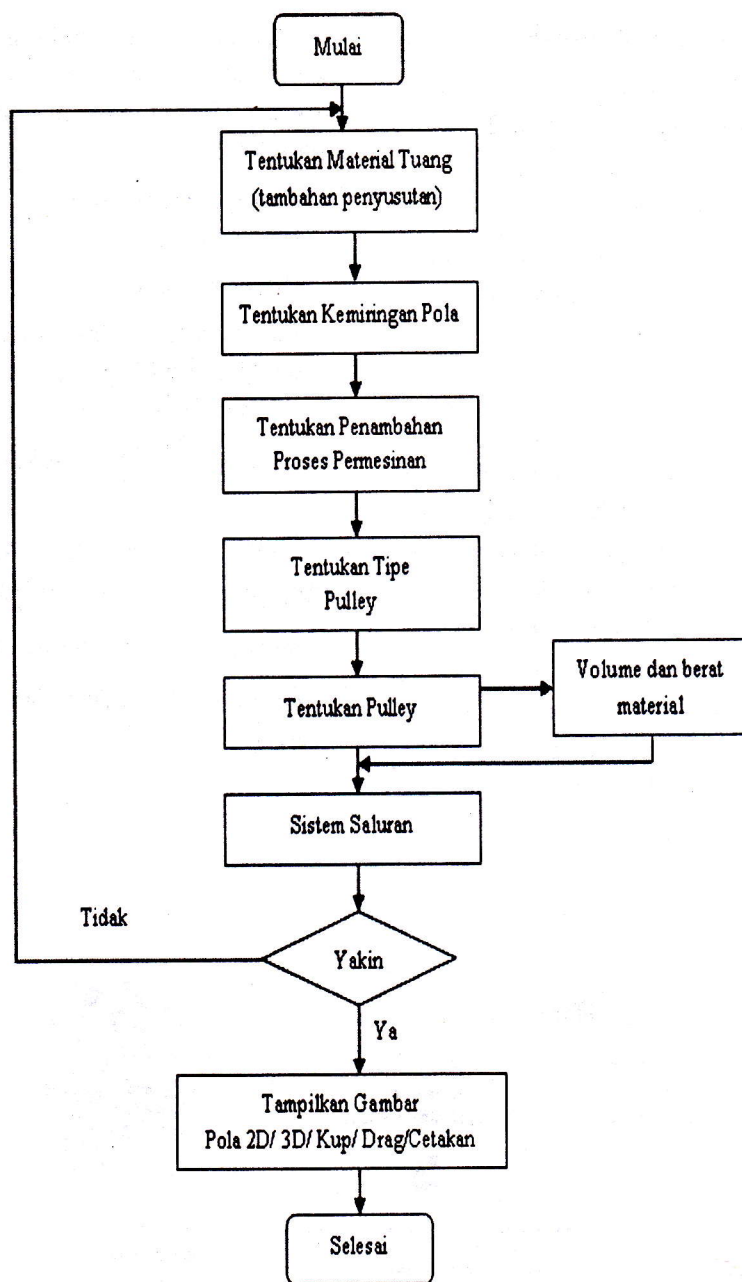 Mulai
Tentukan Material Tuang
(tambahan penyusutan)
Tentukan Kemiringan Pola
Tentukan Penambahan
Proses Permesinan
Tentukan Tipe
Pulley
Tentukan Pulley
Volume dan berat
material
Sistem Saluran
Tidak
Yakin
Ya
Tampilkan Gambar
Pola 2D/ 3D/ Kup/ Drag/Cetakan
Selesai